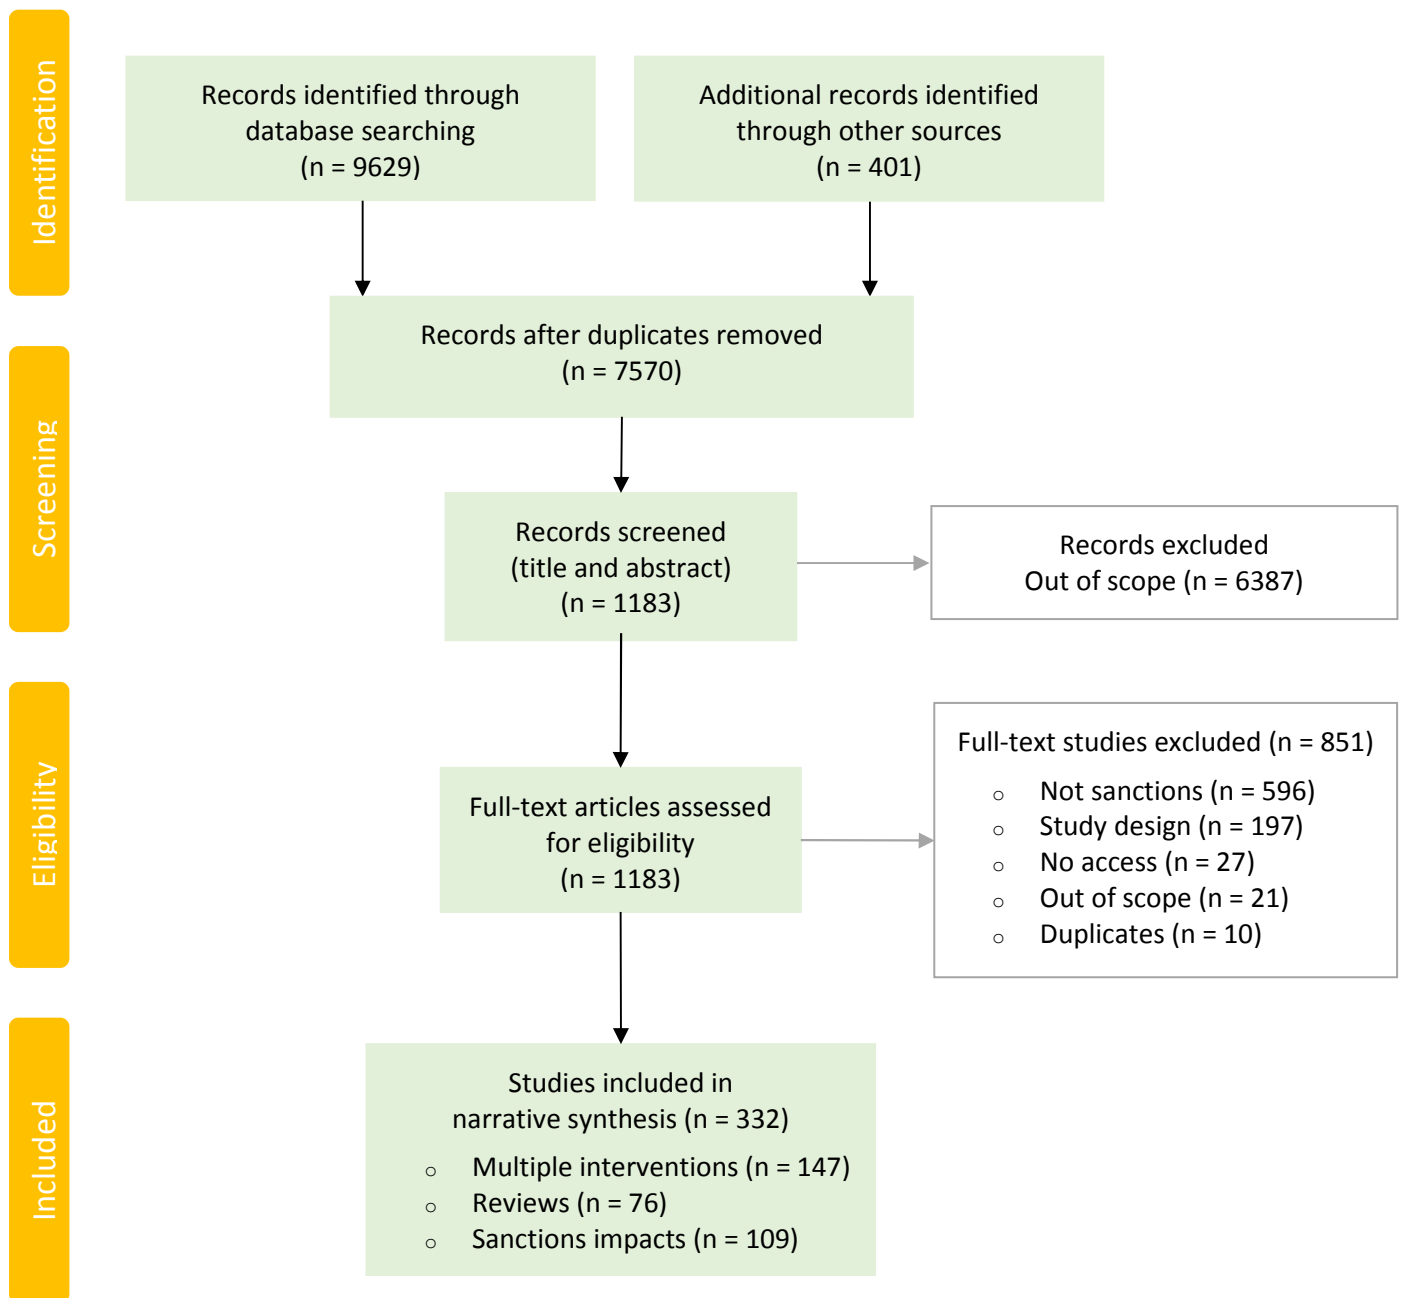 Identification
Records identified through
database searching
(n = 9629)
Additional records identified
through other sources
(n = 401)
Records after duplicates removed
(n = 7570)
Screening
Records screened
(title and abstract)
(n = 1183)
Records excluded
Out of scope (n = 6387)
Eligibility
Full-text articles assessed
for eligibility
(n = 1183)
Full-text studies excluded (n = 851)
o Not sanctions (n = 596)
o Study design (n = 197)
o No access (n = 27)
o Out of scope (n = 21)
o Duplicates (n = 10)
Included
Studies included in
narrative synthesis (n = 332)
o Multiple interventions (n = 147)
o Reviews (n = 76)
o Sanctions impacts (n = 109)